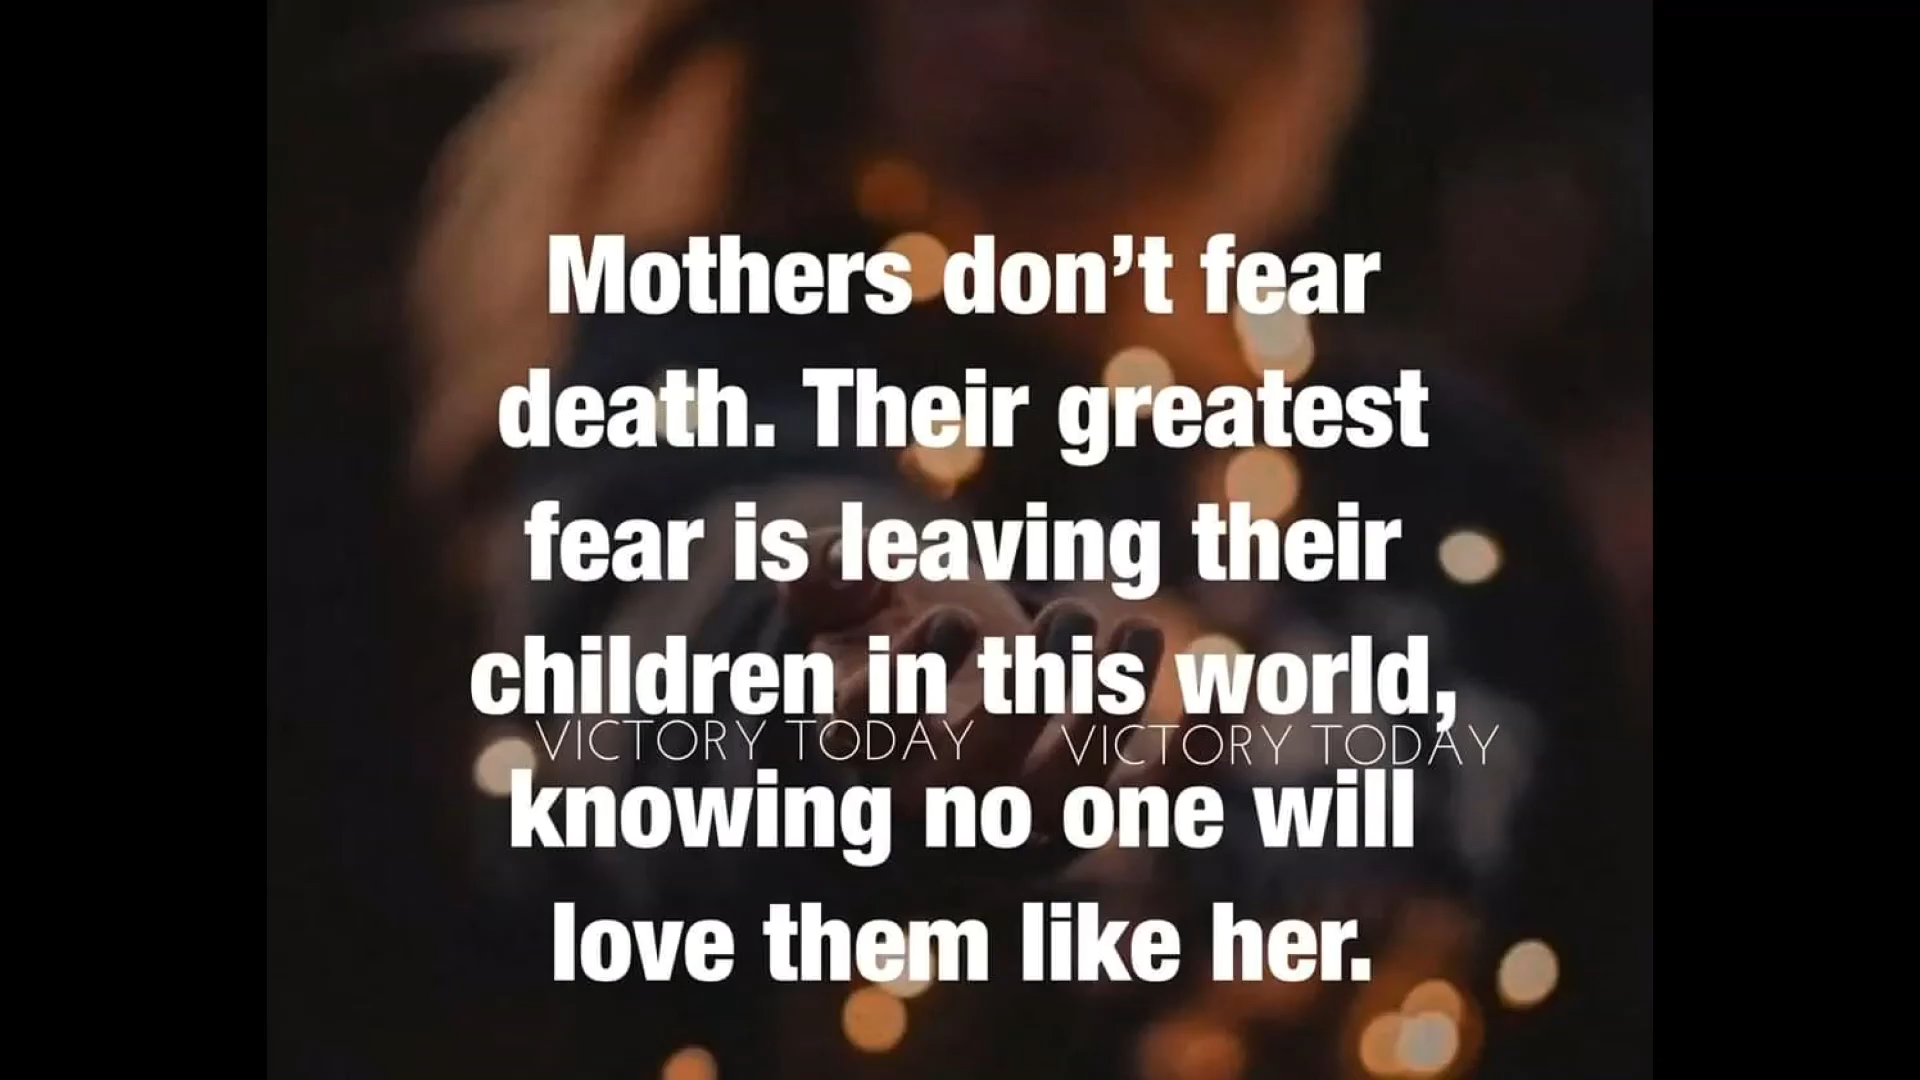 Mothers don’t fear
death. Their greatest
fear is leaving their
children in this world,
VICTORY TODAY VICTORY TODAY
knowing no one will
love them like her.